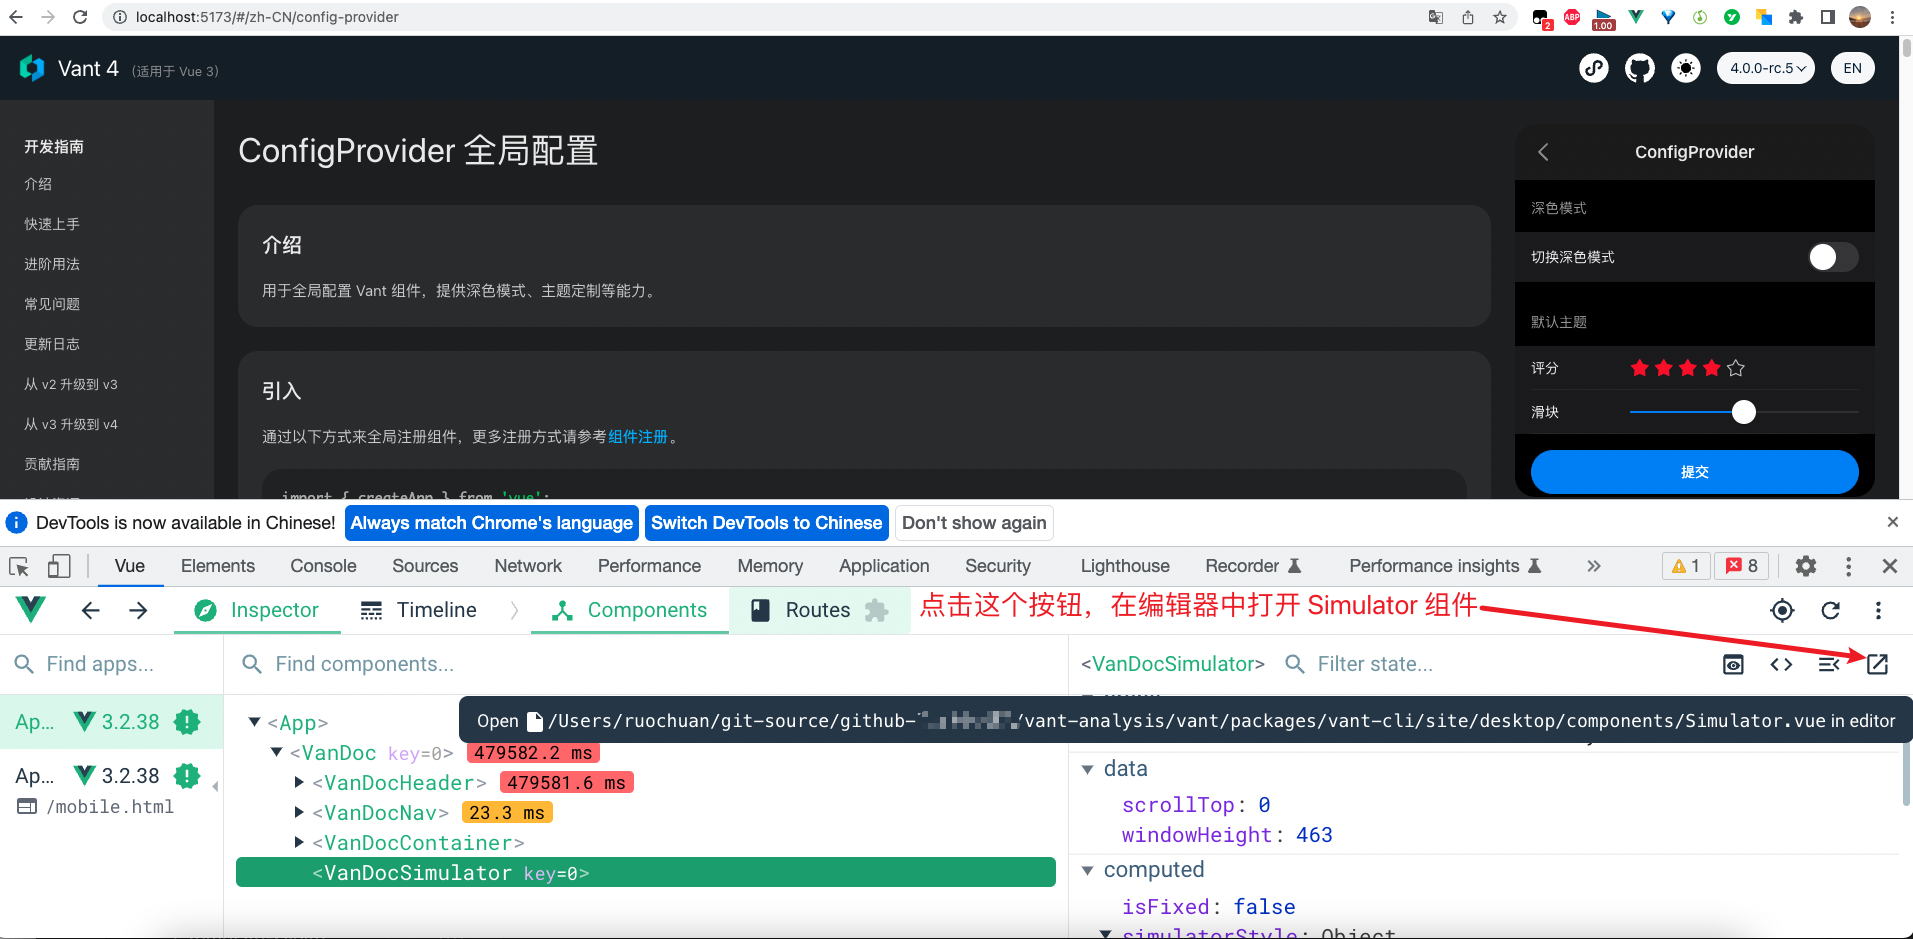 localhost:5173/#/zh-CN/config-provider
2
ABP
1.00
Vant 4 (适用于 Vue 3)
4.0.0-rc.5
EN
开发指南
介绍
快速上手
进阶用法
常见问题
更新日志
从 v2 升级到 v3
从 v3 升级到 v4
贡献指南
ConfigProvider 全局配置
介绍
用于全局配置 Vant 组件，提供深色模式、主题定制等能力。
引入
通过以下方式来全局注册组件，更多注册方式请参考组件注册。
import { createApp } from 'vue';
ConfigProvider
深色模式
切换深色模式
默认主题
评分
滑块
提交
DevTools is now available in Chinese! Always match Chrome's language Switch DevTools to Chinese Don't show again
Vue Elements Console Sources Network Performance Memory Application Security Lighthouse Recorder Performance insights 1 8
Inspector Timeline Components Routes 点击这个按钮，在编辑器中打开 Simulator 组件
Find apps... Find components... <VanDocSimulator> Filter state...
Ap... 3.2.38
Ap... 3.2.38
/mobile.html
<App>
Open /Users/ruochuan/git-source/github- /vant-analysis/vant/packages/vant-cli/site/desktop/components/Simulator.vue in editor
<VanDoc key=0> 479582.2 ms
<VanDocHeader> 479581.6 ms
<VanDocNav> 23.3 ms
<VanDocContainer>
<VanDocSimulator key=0>
data
scrollTop: 0
windowHeight: 463
computed
isFixed: false
simulatorStyle: Object